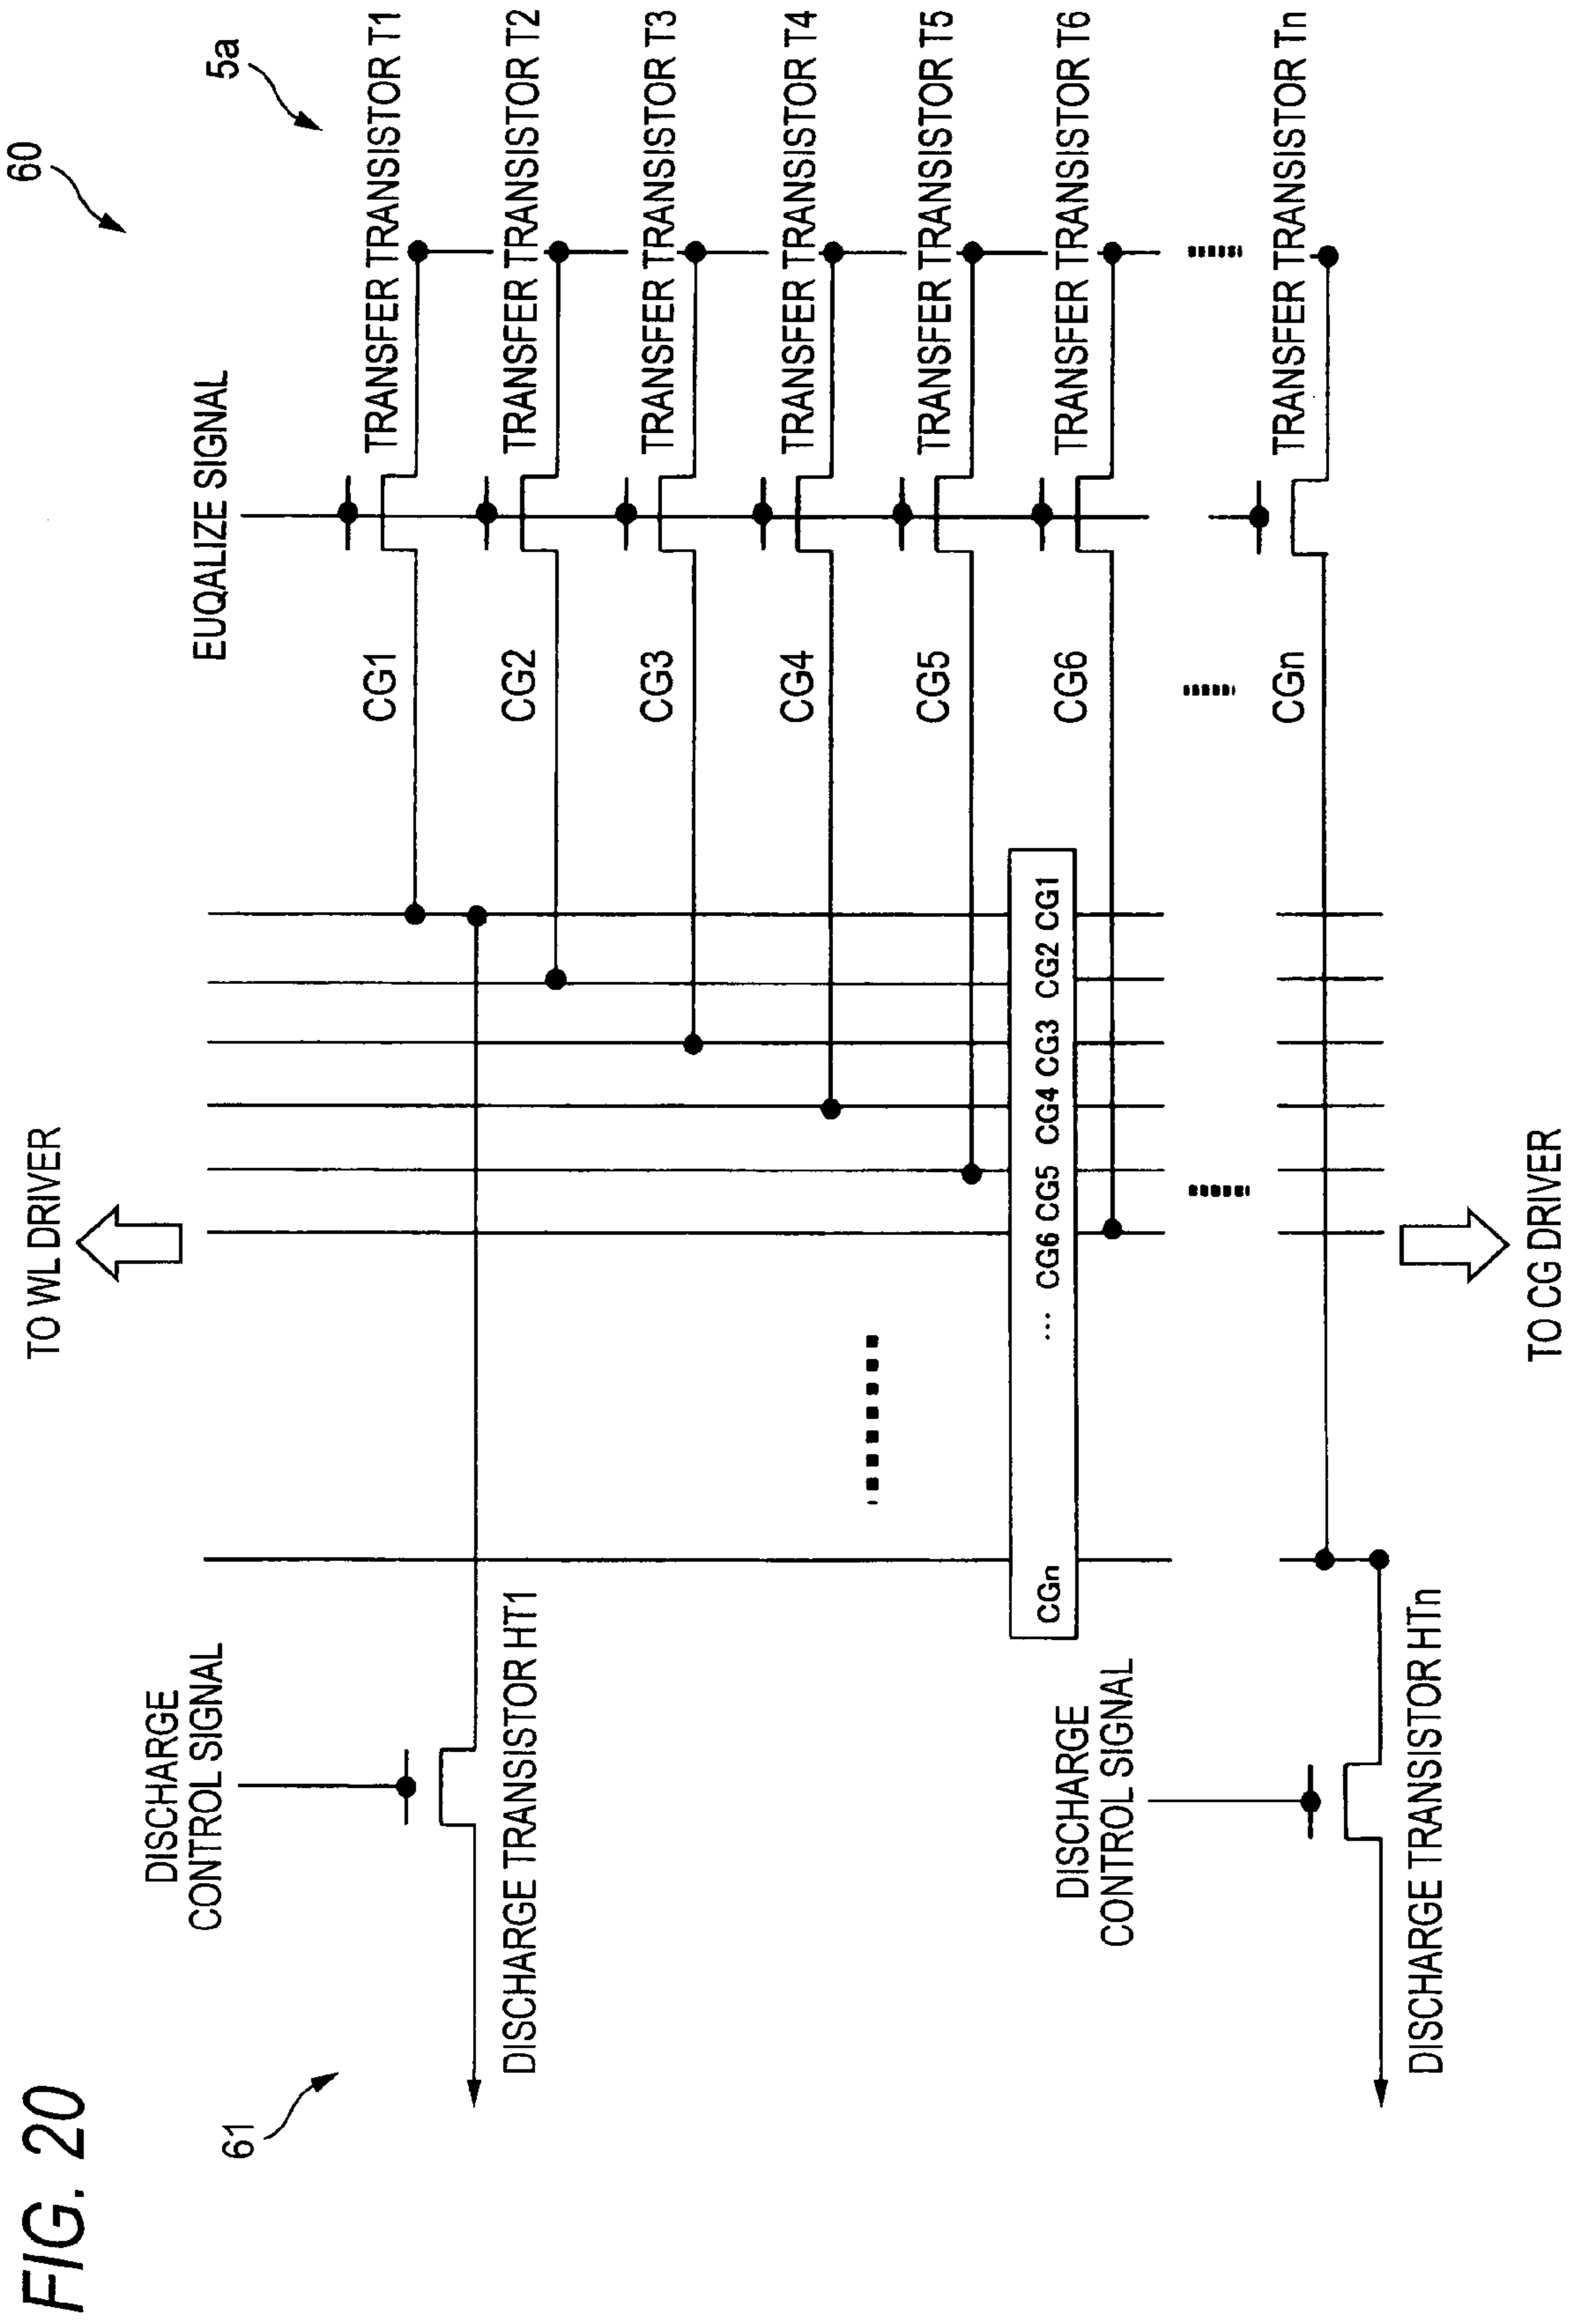 FIG. 20
60
5a
61
TO WL DRIVER
EUQALIZE SIGNAL
DISCHARGE
CONTROL SIGNAL
DISCHARGE TRANSISTOR HT1
CG1
TRANSFER TRANSISTOR T1
CG2
TRANSFER TRANSISTOR T2
CG3
TRANSFER TRANSISTOR T3
CG4
TRANSFER TRANSISTOR T4
CG5
TRANSFER TRANSISTOR T5
CG6
TRANSFER TRANSISTOR T6
CGn
TRANSFER TRANSISTOR Tn
CGn ... CG6 CG5 CG4 CG3 CG2 CG1
DISCHARGE
CONTROL SIGNAL
DISCHARGE TRANSISTOR HTn
TO CG DRIVER